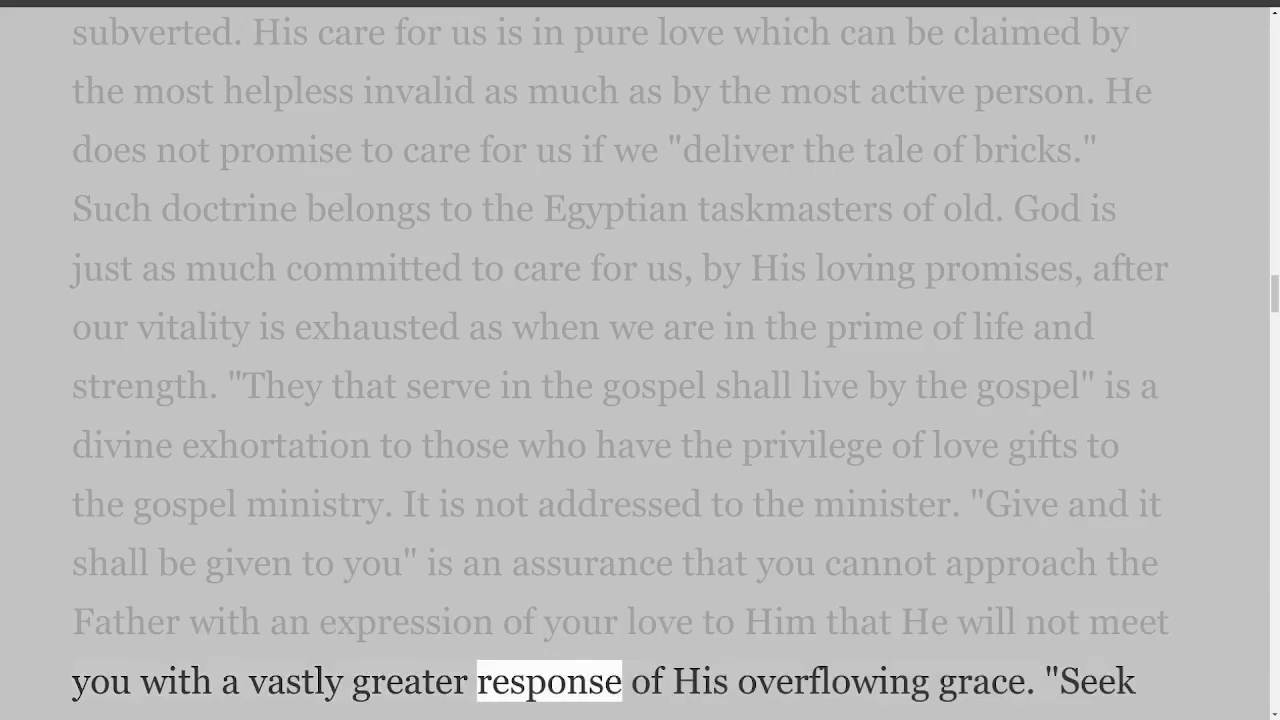 subverted. His care for us is in pure love which can be claimed by
the most helpless invalid as much as by the most active person. He
does not promise to care for us if we "deliver the tale of bricks."
Such doctrine belongs to the Egyptian taskmasters of old. God is
just as much committed to care for us, by His loving promises, after
our vitality is exhausted as when we are in the prime of life and
strength. "They that serve in the gospel shall live by the gospel" is a
divine exhortation to those who have the privilege of love gifts to
the gospel ministry. It is not addressed to the minister. "Give and it
shall be given to you" is an assurance that you cannot approach the
Father with an expression of your love to Him that He will not meet
you with a vastly greater response of His overflowing grace. "Seek